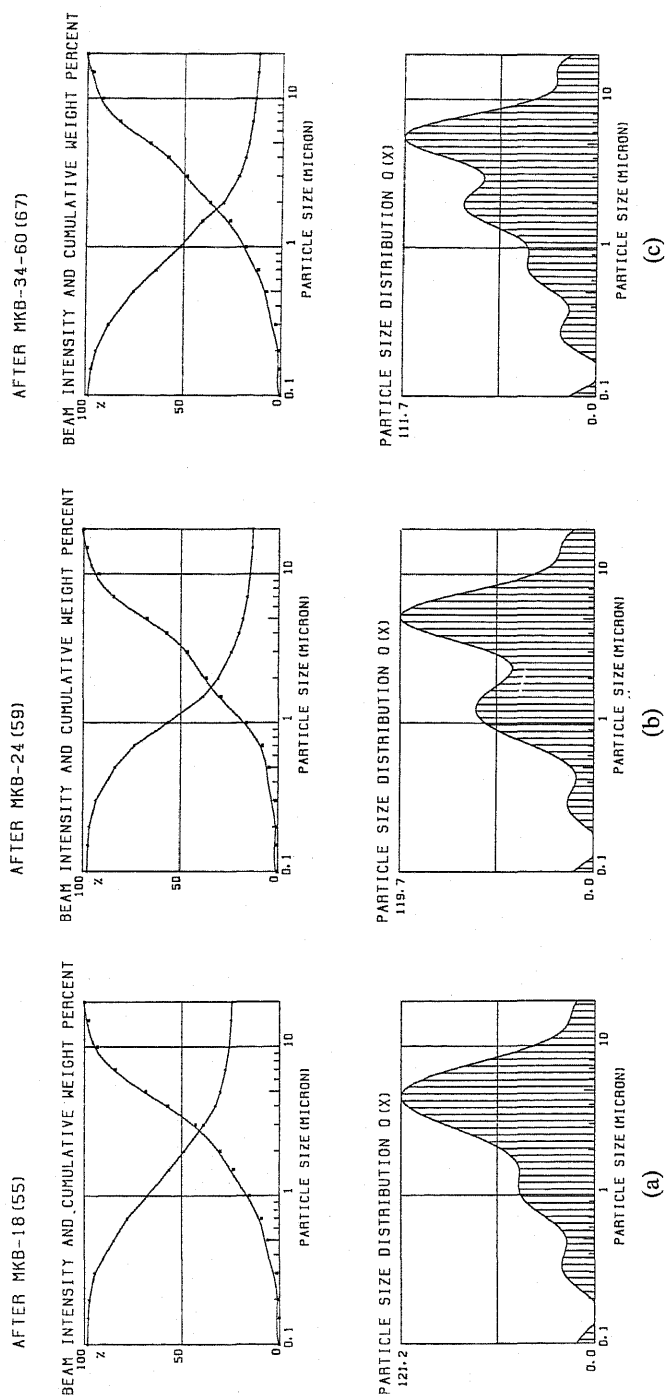 AFTER MKB-18(55)
BEAM INTENSITY AND CUMULATIVE WEIGHT PERCENT
100
%
50
0
0.1
1
10
PARTICLE SIZE(MICRON)
PARTICLE SIZE DISTRIBUTION Q(X)
121.2
0.0
0.1
1
10
PARTICLE SIZE(MICRON)
(a)
AFTER MKB-24(59)
BEAM INTENSITY AND CUMULATIVE WEIGHT PERCENT
100
%
50
0
0.1
1
10
PARTICLE SIZE(MICRON)
PARTICLE SIZE DISTRIBUTION Q(X)
119.7
0.0
0.1
1
10
PARTICLE SIZE(MICRON)
(b)
AFTER MKB-34-60(67)
BEAM INTENSITY AND CUMULATIVE WEIGHT PERCENT
100
%
50
0
0.1
1
10
PARTICLE SIZE(MICRON)
PARTICLE SIZE DISTRIBUTION Q(X)
111.7
0.0
0.1
1
10
PARTICLE SIZE(MICRON)
(c)